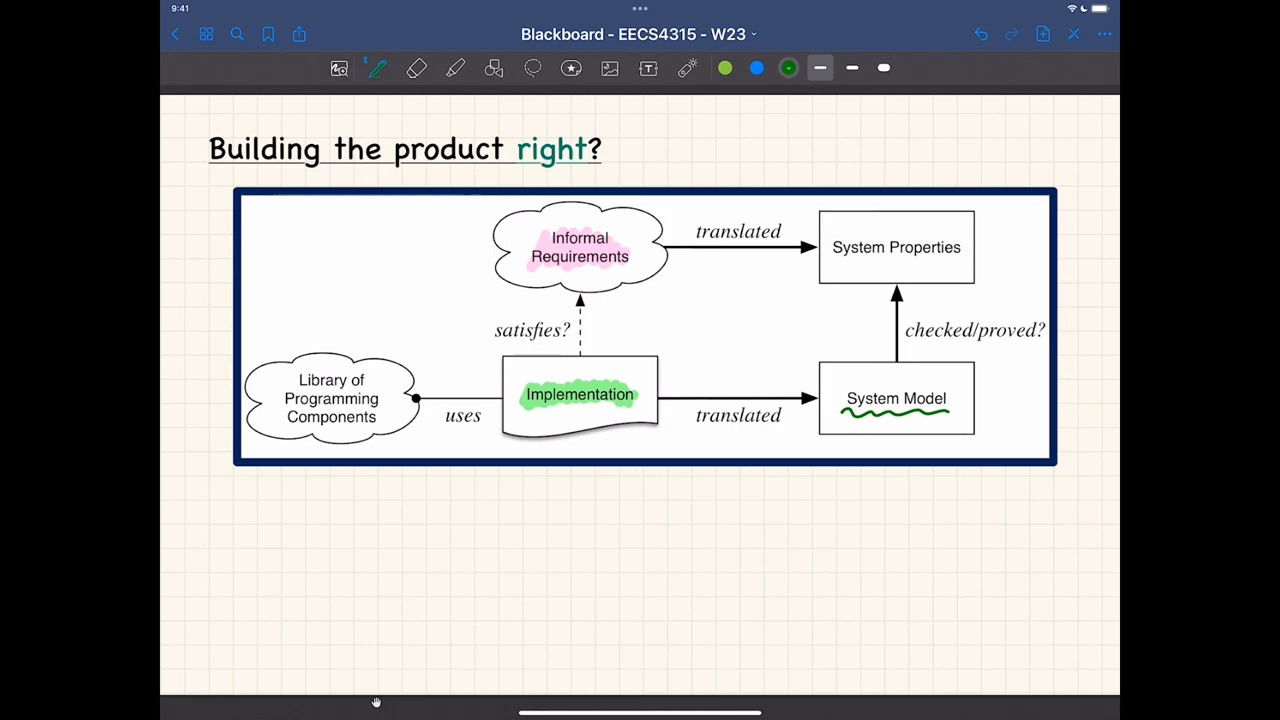 9:41
Blackboard - EECS4315 - W23
Building the product right?
Informal
Requirements
translated
System Properties
satisfies?
checked/proved?
Library of
Programming
Components
uses
Implementation
translated
System Model